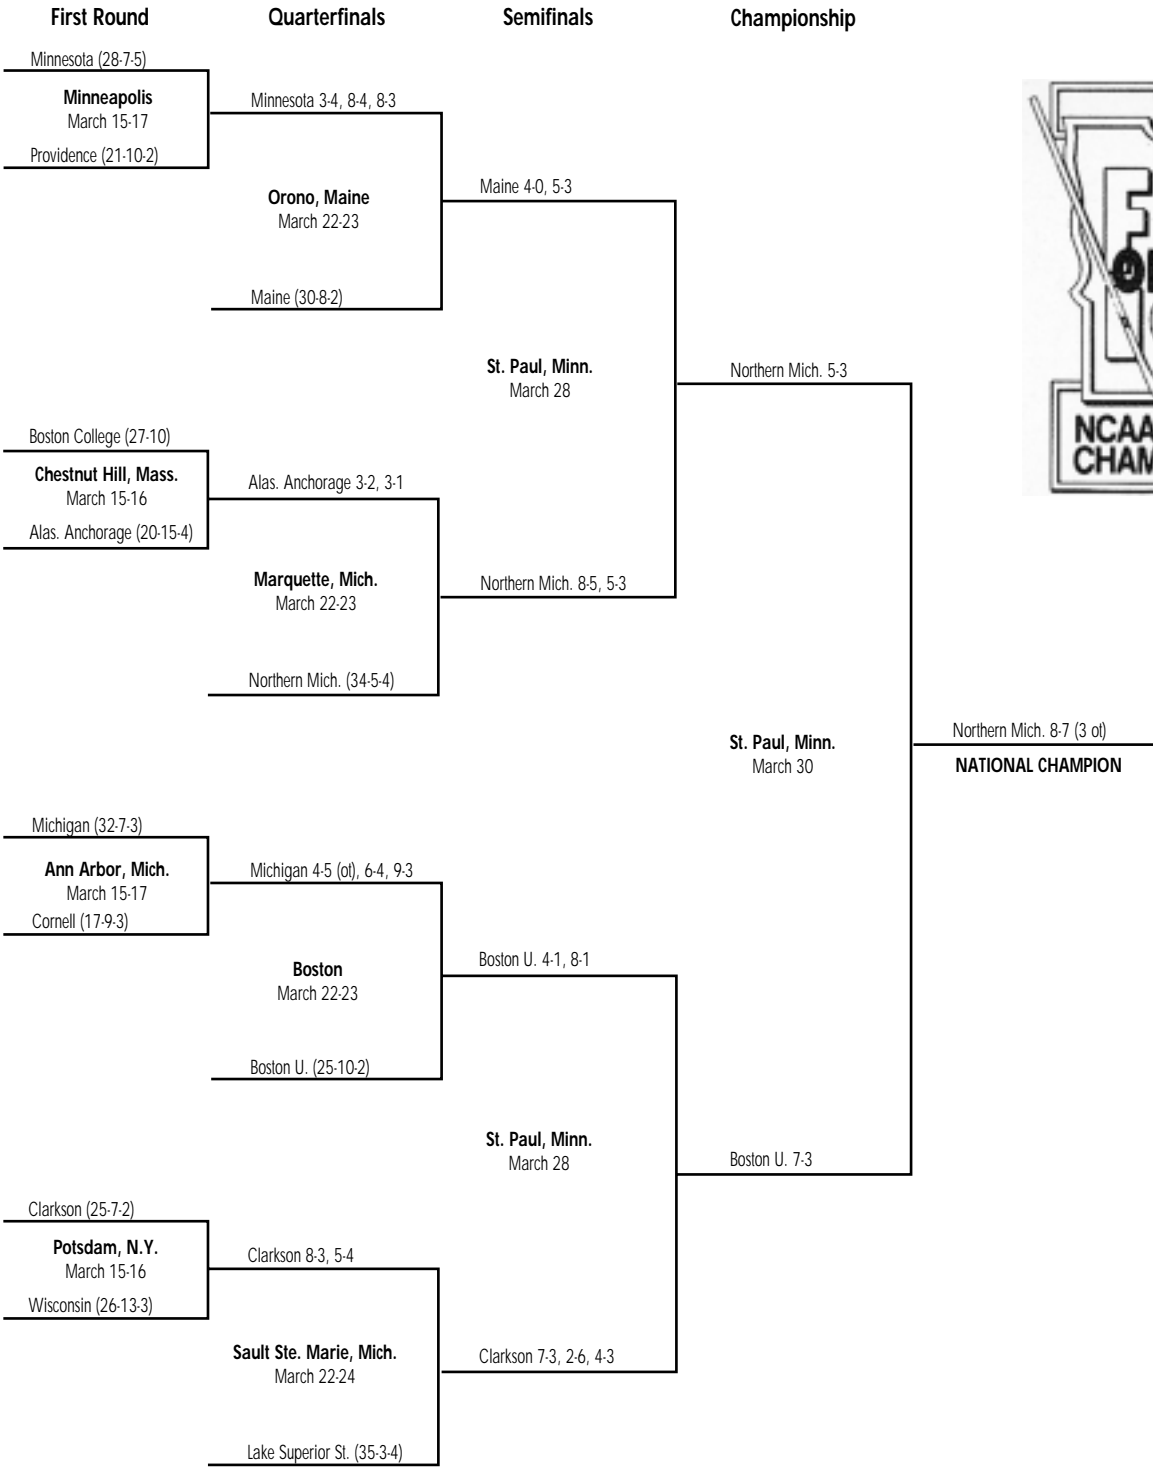 First Round
Quarterfinals
Semifinals
Championship
Minnesota (28-7-5)
Minneapolis
March 15-17
Providence (21-10-2)
Minnesota 3-4, 8-4, 8-3
Orono, Maine
March 22-23
Maine (30-8-2)
Maine 4-0, 5-3
St. Paul, Minn.
March 28
Northern Mich. 5-3
Boston College (27-10)
Chestnut Hill, Mass.
March 15-16
Alas. Anchorage (20-15-4)
Alas. Anchorage 3-2, 3-1
Marquette, Mich.
March 22-23
Northern Mich. (34-5-4)
Northern Mich. 8-5, 5-3
St. Paul, Minn.
March 30
Northern Mich. 8-7 (3 ot)
NATIONAL CHAMPION
Michigan (32-7-3)
Ann Arbor, Mich.
March 15-17
Cornell (17-9-3)
Michigan 4-5 (ot), 6-4, 9-3
Boston
March 22-23
Boston U. (25-10-2)
Boston U. 4-1, 8-1
St. Paul, Minn.
March 28
Boston U. 7-3
Clarkson (25-7-2)
Potsdam, N.Y.
March 15-16
Wisconsin (26-13-3)
Clarkson 8-3, 5-4
Sault Ste. Marie, Mich.
March 22-24
Lake Superior St. (35-3-4)
Clarkson 7-3, 2-6, 4-3
NCAA
CHAM